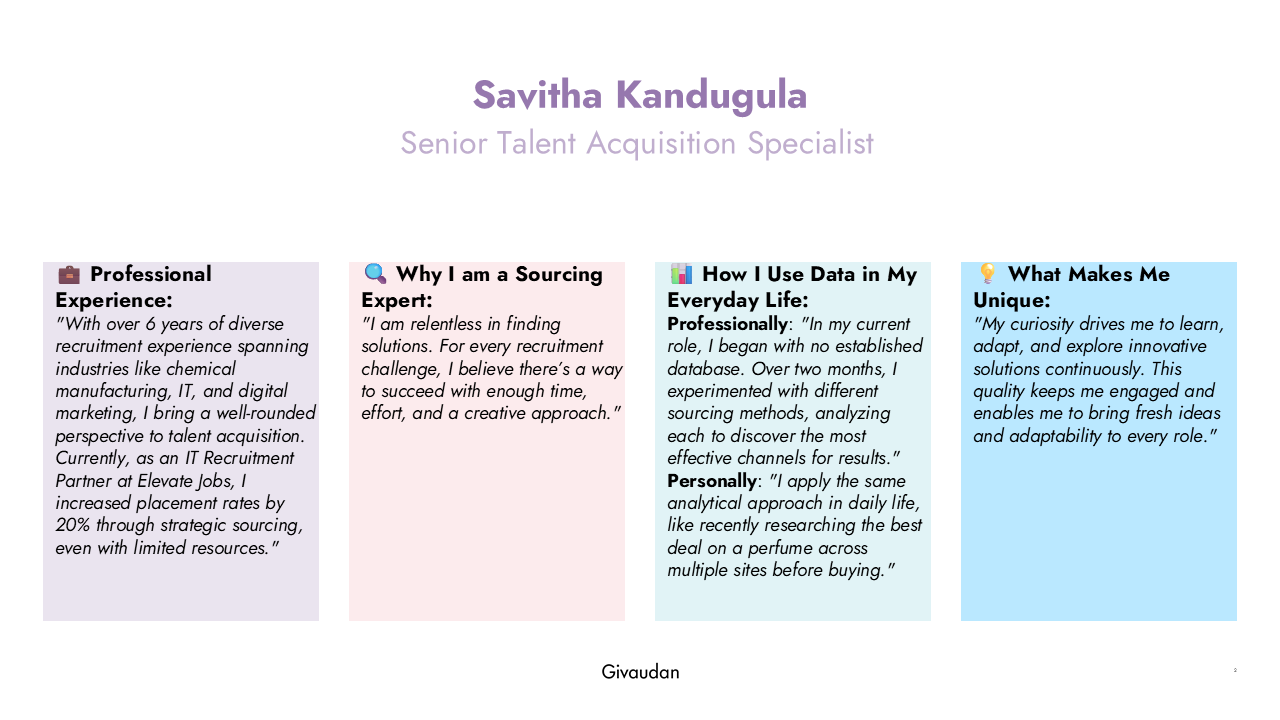 Savitha Kandugula
Senior Talent Acquisition Specialist
Professional
Experience:
"With over 6 years of diverse
recruitment experience spanning
industries like chemical
manufacturing, IT, and digital
marketing, I bring a well-rounded
perspective to talent acquisition.
Currently, as an IT Recruitment
Partner at Elevate Jobs, I
increased placement rates by
20% through strategic sourcing,
even with limited resources."
Why I am a Sourcing
Expert:
"I am relentless in finding
solutions. For every recruitment
challenge, I believe there’s a way
to succeed with enough time,
effort, and a creative approach."
How I Use Data in My
Everyday Life:
Professionally: "In my current
role, I began with no established
database. Over two months, I
experimented with different
sourcing methods, analyzing
each to discover the most
effective channels for results."
Personally: "I apply the same
analytical approach in daily life,
like recently researching the best
deal on a perfume across
multiple sites before buying."
What Makes Me
Unique:
"My curiosity drives me to learn,
adapt, and explore innovative
solutions continuously. This
quality keeps me engaged and
enables me to bring fresh ideas
and adaptability to every role."
Givaudan
2